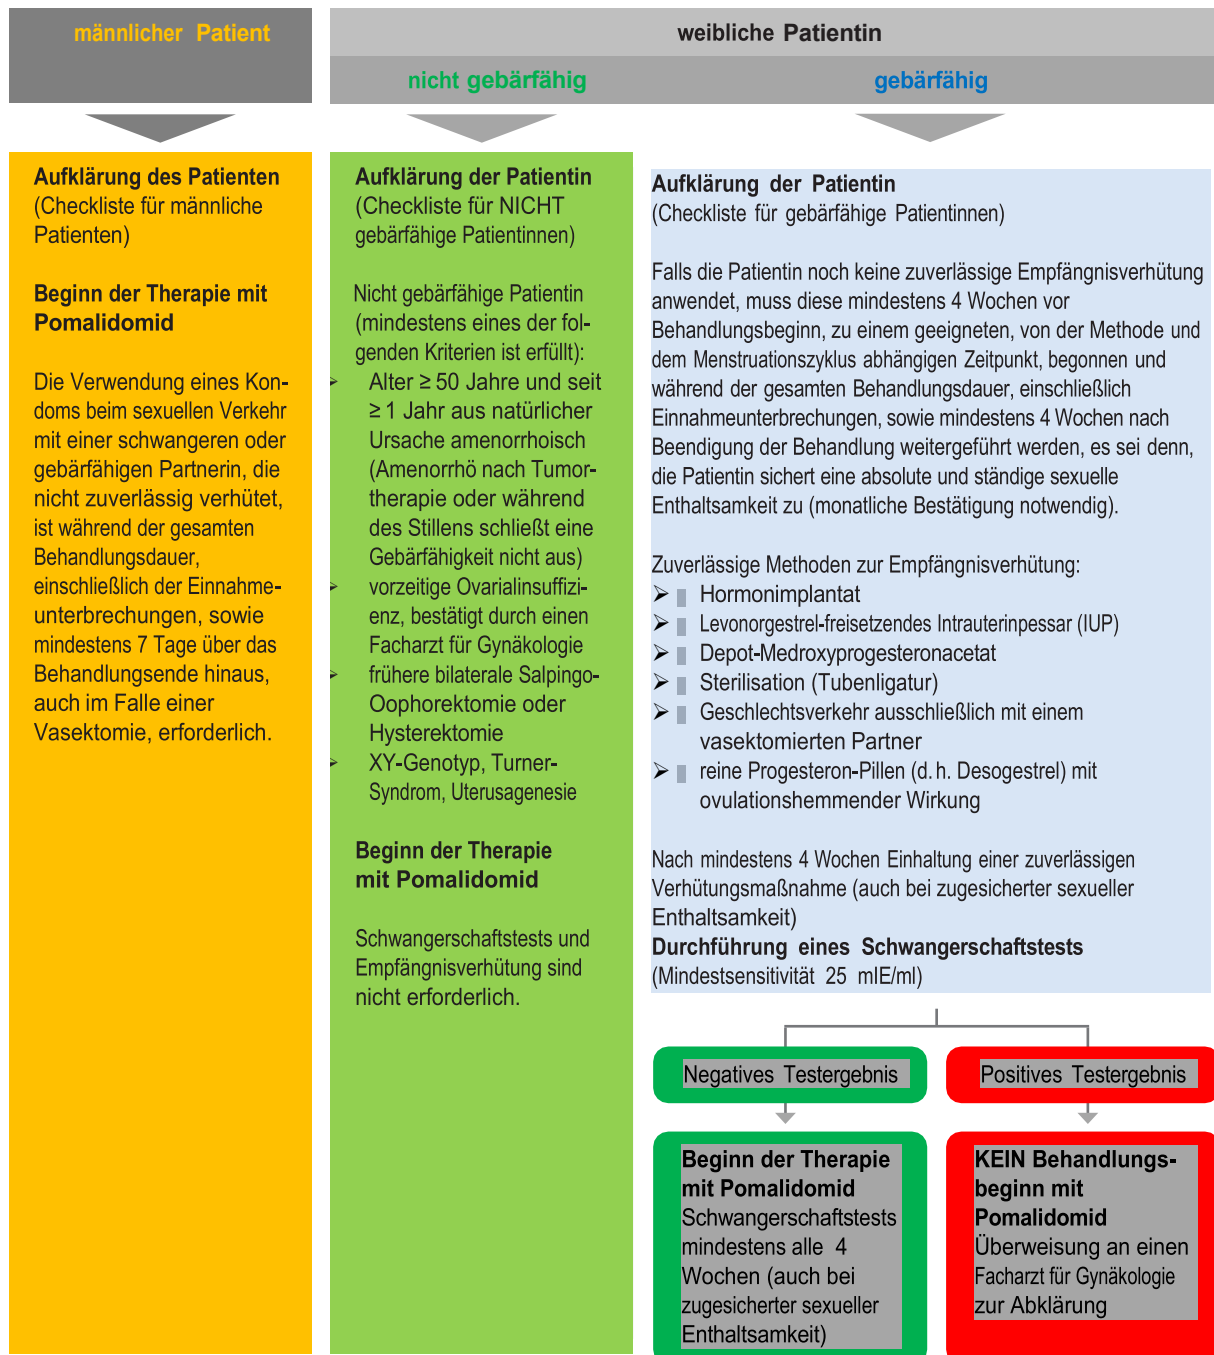 männlicher Patient
weibliche Patientin
nicht gebärfähig
gebärfähig
Aufklärung des Patienten
(Checkliste für männliche
Patienten)
Beginn der Therapie mit
Pomalidomid
Die Verwendung eines Kon-
doms beim sexuellen Verkehr
mit einer schwangeren oder
gebärfähigen Partnerin, die
nicht zuverlässig verhütet,
ist während der gesamten
Behandlungsdauer,
einschließlich der Einnahme-
unterbrechungen, sowie
mindestens 7 Tage über das
Behandlungsende hinaus,
auch im Falle einer
Vasektomie, erforderlich.
Aufklärung der Patientin
(Checkliste für NICHT
gebärfähige Patientinnen)
Nicht gebärfähige Patientin
(mindestens eines der fol-
genden Kriterien ist erfüllt):
➢ Alter ≥ 50 Jahre und seit
≥ 1 Jahr aus natürlicher
Ursache amenorrhoisch
(Amenorrhö nach Tumor-
therapie oder während
des Stillens schließt eine
Gebärfähigkeit nicht aus)
➢ vorzeitige Ovarialinsuffizi-
enz, bestätigt durch einen
Facharzt für Gynäkologie
➢ frühere bilaterale Salpingo-
Oophorektomie oder
Hysterektomie
➢ XY-Genotyp, Turner-
Syndrom, Uterusagenesie
Beginn der Therapie
mit Pomalidomid
Schwangerschaftstests und
Empfängnisverhütung sind
nicht erforderlich.
Aufklärung der Patientin
(Checkliste für gebärfähige Patientinnen)
Falls die Patientin noch keine zuverlässige Empfängnisverhütung
anwendet, muss diese mindestens 4 Wochen vor
Behandlungsbeginn, zu einem geeigneten, von der Methode und
dem Menstruationszyklus abhängigen Zeitpunkt, begonnen und
während der gesamten Behandlungsdauer, einschließlich
Einnahmeunterbrechungen, sowie mindestens 4 Wochen nach
Beendigung der Behandlung weitergeführt werden, es sei denn,
die Patientin sichert eine absolute und ständige sexuelle
Enthaltsamkeit zu (monatliche Bestätigung notwendig).
Zuverlässige Methoden zur Empfängnisverhütung:
➢ Hormonimplantat
➢ Levonorgestrel-freisetzendes Intrauterinpessar (IUP)
➢ Depot-Medroxyprogesteronacetat
➢ Sterilisation (Tubenligatur)
➢ Geschlechtsverkehr ausschließlich mit einem
vasektomierten Partner
➢ reine Progesteron-Pillen (d. h. Desogestrel) mit
ovulationshemmender Wirkung
Nach mindestens 4 Wochen Einhaltung einer zuverlässigen
Verhütungsmaßnahme (auch bei zugesicherter sexueller
Enthaltsamkeit)
Durchführung eines Schwangerschaftstests
(Mindestsensitivität 25 mIE/ml)
Negatives Testergebnis
Beginn der Therapie
mit Pomalidomid
Schwangerschaftstests
mindestens alle 4
Wochen (auch bei
zugesicherter sexueller
Enthaltsamkeit)
Positives Testergebnis
KEIN Behandlungs-
beginn mit
Pomalidomid
Überweisung an einen
Facharzt für Gynäkologie
zur Abklärung